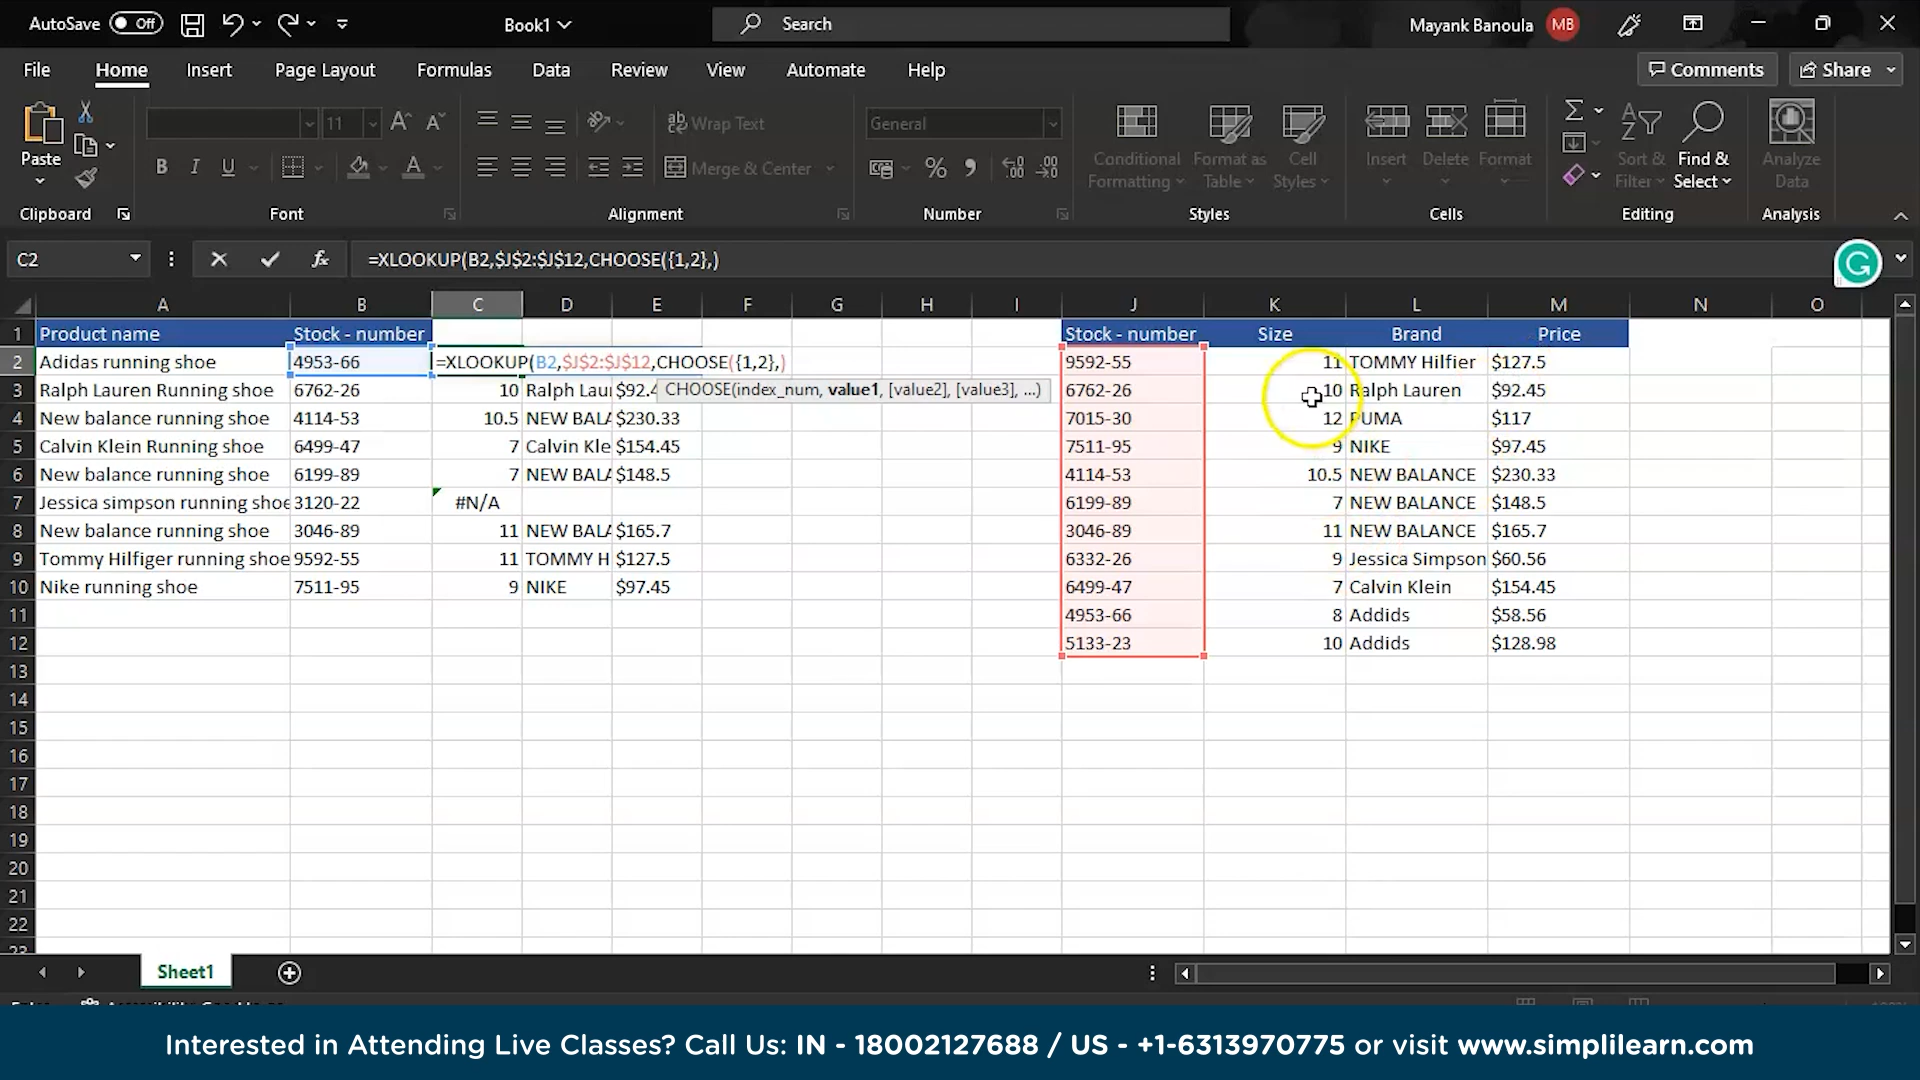 AutoSave Off Book1 Search Mayank Banoula MB
File Home Insert Page Layout Formulas Data Review View Automate Help Comments Share
Paste 11 A A ab Wrap Text General Conditional Formatting Format as Table Cell Styles Insert Delete Format Sort & Filter Find & Select Analyze Data
B I U A Merge & Center % 9
Clipboard Font Alignment Number Styles Cells Editing Analysis
C2 fx =XLOOKUP(B2,$J$2:$J$12,CHOOSE({1,2},)
A B C D E F G H I J K L M N O
1 Product name Stock - number Stock - number Size Brand Price
2 Adidas running shoe 4953-66 =XLOOKUP(B2,$J$2:$J$12,CHOOSE({1,2},) 9592-55 11 TOMMY Hilfier $127.5
3 Ralph Lauren Running shoe 6762-26 10 Ralph Lau $92.4 CHOOSE(index_num, value1, [value2], [value3], ...) 6762-26 10 Ralph Lauren $92.45
4 New balance running shoe 4114-53 10.5 NEW BALA $230.33 7015-30 12 PUMA $117
5 Calvin Klein Running shoe 6499-47 7 Calvin Kle $154.45 7511-95 9 NIKE $97.45
6 New balance running shoe 6199-89 7 NEW BALA $148.5 4114-53 10.5 NEW BALANCE $230.33
7 Jessica simpson running shoe 3120-22 #N/A 6199-89 7 NEW BALANCE $148.5
8 New balance running shoe 3046-89 11 NEW BALA $165.7 3046-89 11 NEW BALANCE $165.7
9 Tommy Hilfiger running shoe 9592-55 11 TOMMY H $127.5 6332-26 9 Jessica Simpson $60.56
10 Nike running shoe 7511-95 9 NIKE $97.45 6499-47 7 Calvin Klein $154.45
11 4953-66 8 Addids $58.56
12 5133-23 10 Addids $128.98
13
14
15
16
17
18
19
20
21
22
Sheet1
Interested in Attending Live Classes? Call Us: IN - 18002127688 / US - +1-6313970775 or visit www.simplilearn.com